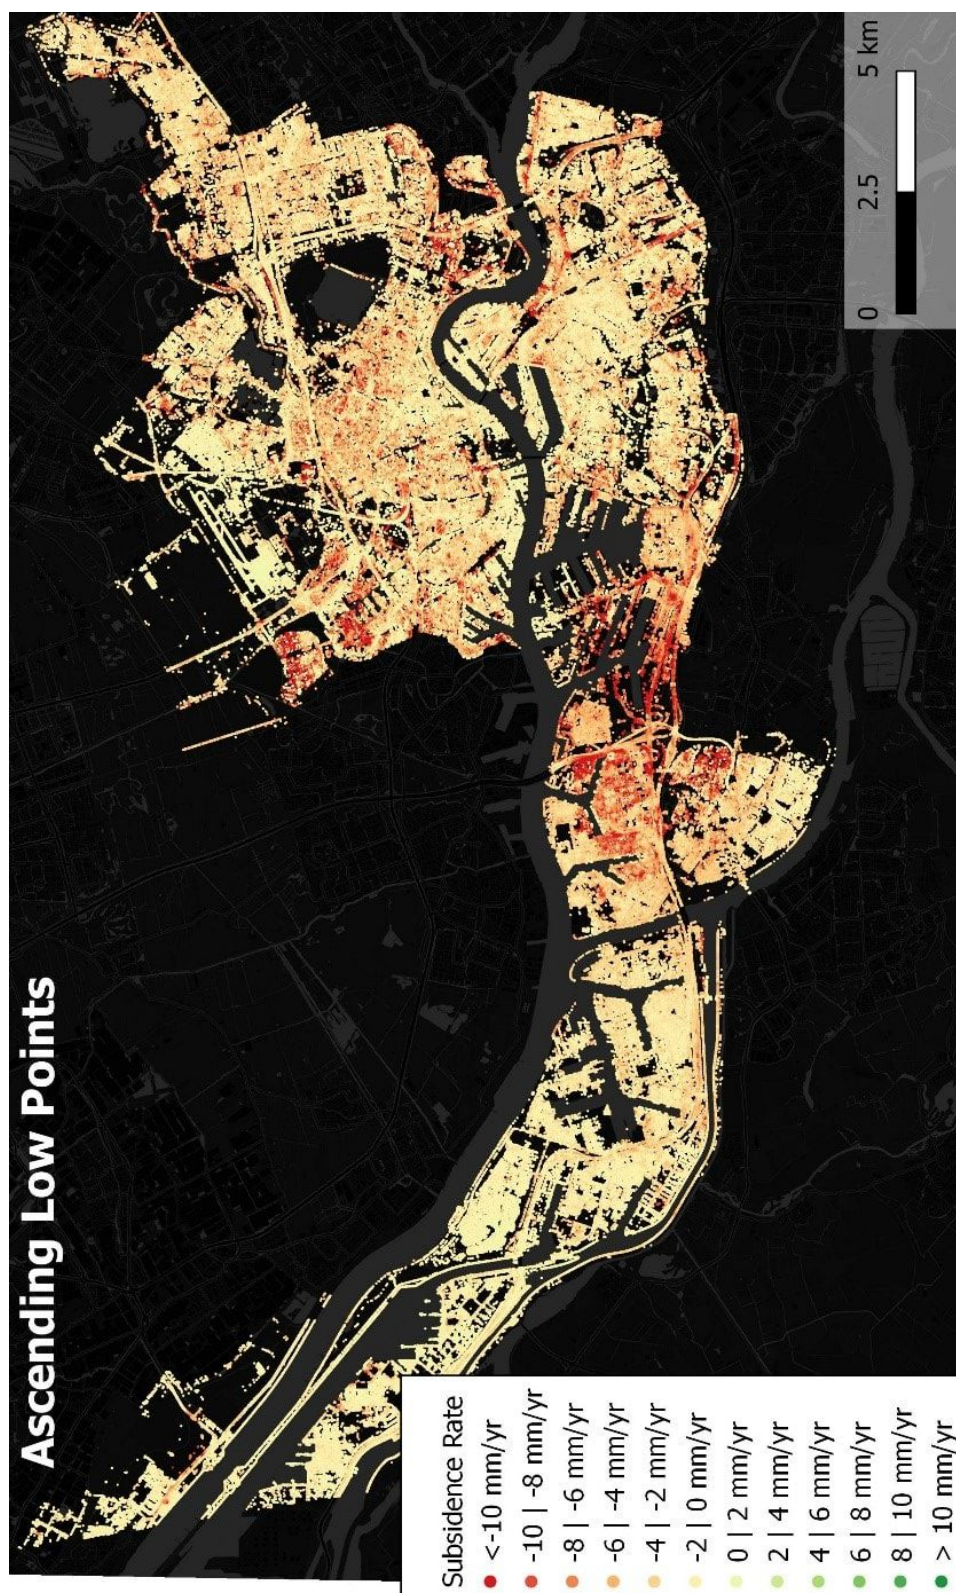 Ascending Low Points
0 2.5 5 km
Subsidence Rate
< -10 mm/yr
-10 | -8 mm/yr
-8 | -6 mm/yr
-6 | -4 mm/yr
-4 | -2 mm/yr
-2 | 0 mm/yr
0 | 2 mm/yr
2 | 4 mm/yr
4 | 6 mm/yr
6 | 8 mm/yr
8 | 10 mm/yr
> 10 mm/yr